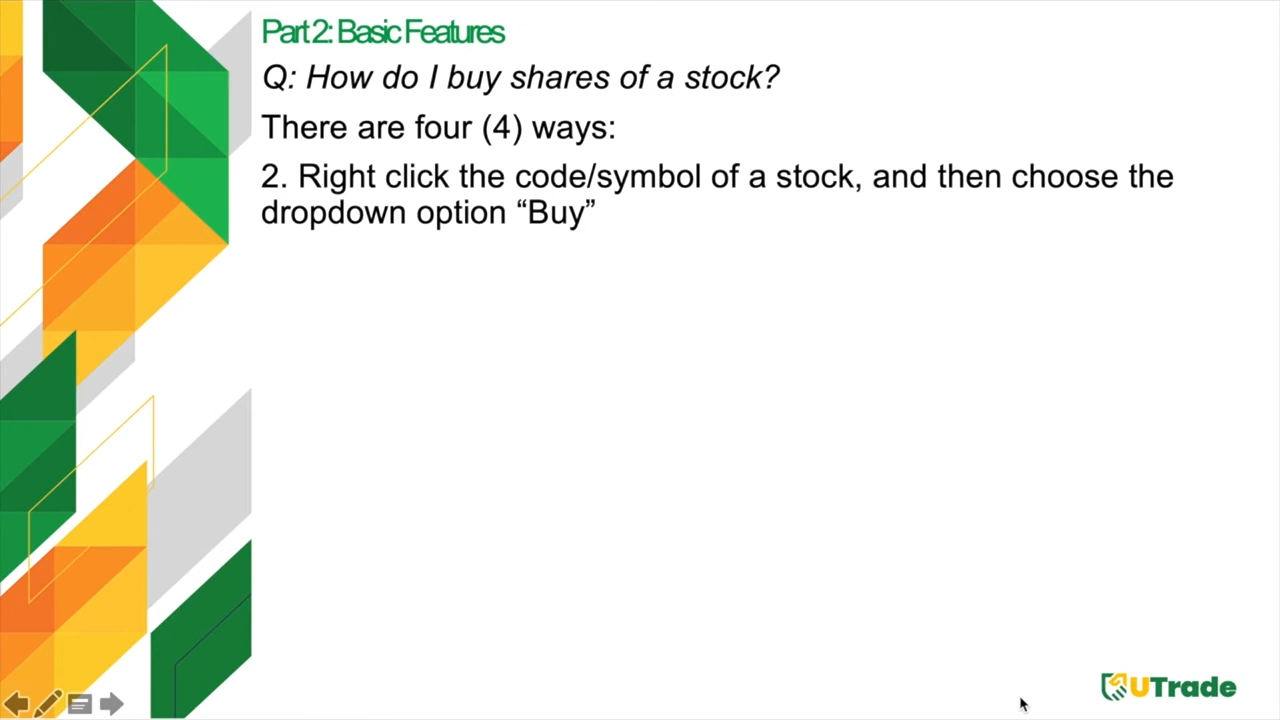 Part 2: Basic Features
Q: How do I buy shares of a stock?
There are four (4) ways:
2. Right click the code/symbol of a stock, and then choose the
dropdown option “Buy”
UTrade